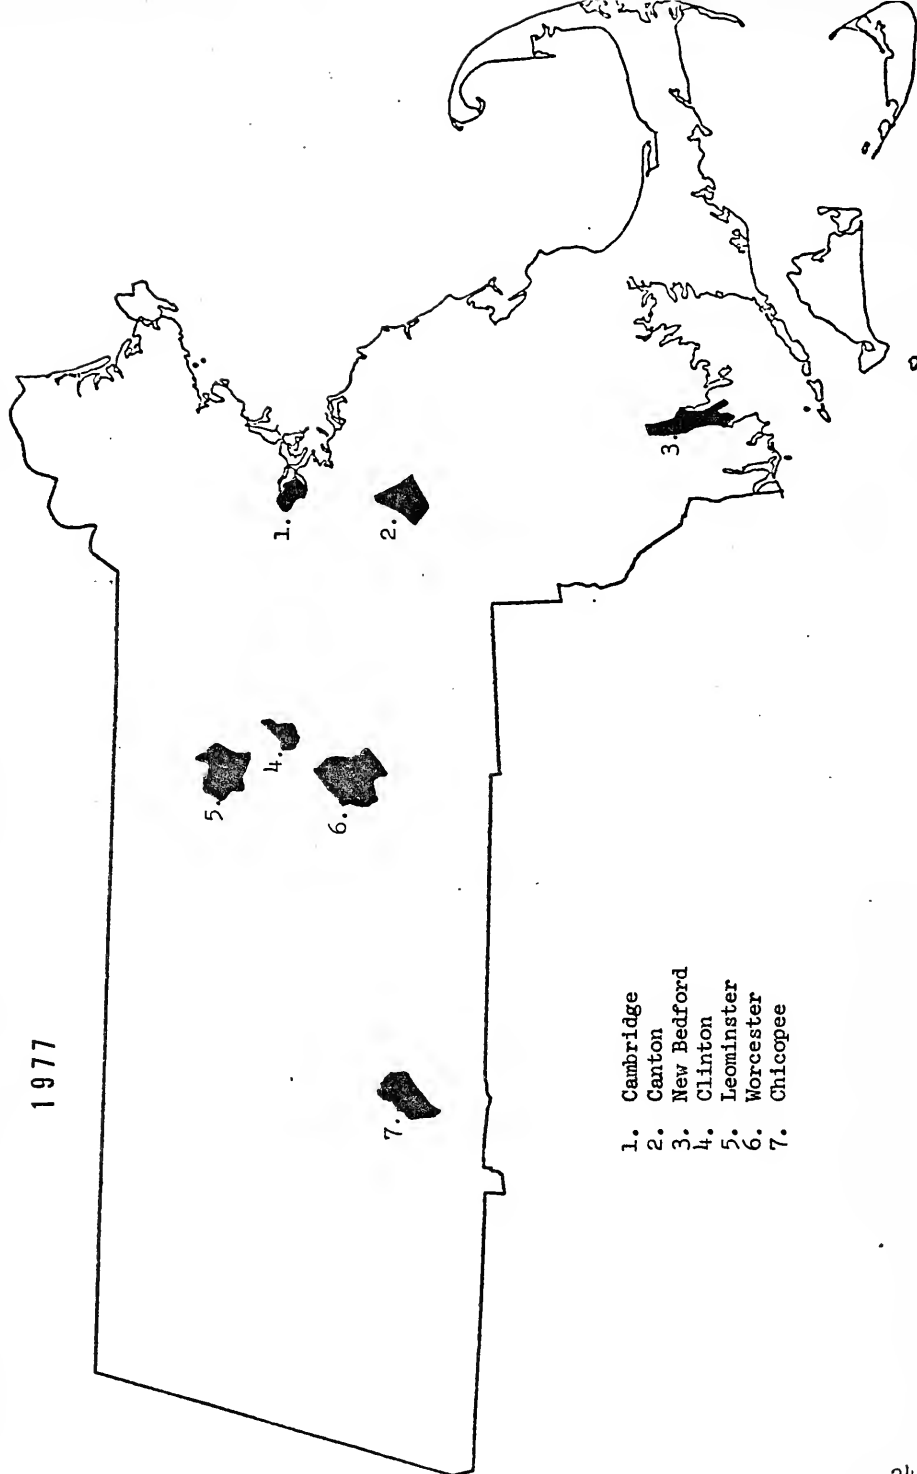 1977
1.
2.
3.
4.
5.
6.
7.
1. Cambridge
2. Canton
3. New Bedford
4. Clinton
5. Leominster
6. Worcester
7. Chicopee